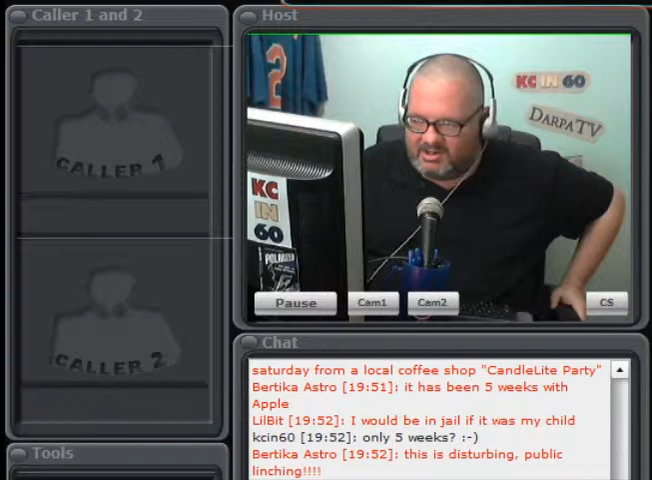 Caller 1 and 2
CALLER 1
CALLER 2
Tools
Host
2
KC IN 60
DARPATV
KC
IN
60
Pause
Cam1
Cam2
CS
Chat
saturday from a local coffee shop "CandleLite Party"
Bertika Astro [19:51]: it has been 5 weeks with
Apple
LilBit [19:52]: I would be in jail if it was my child
kcin60 [19:52]: only 5 weeks? :-)
Bertika Astro [19:52]: this is disturbing, public
linching!!!!